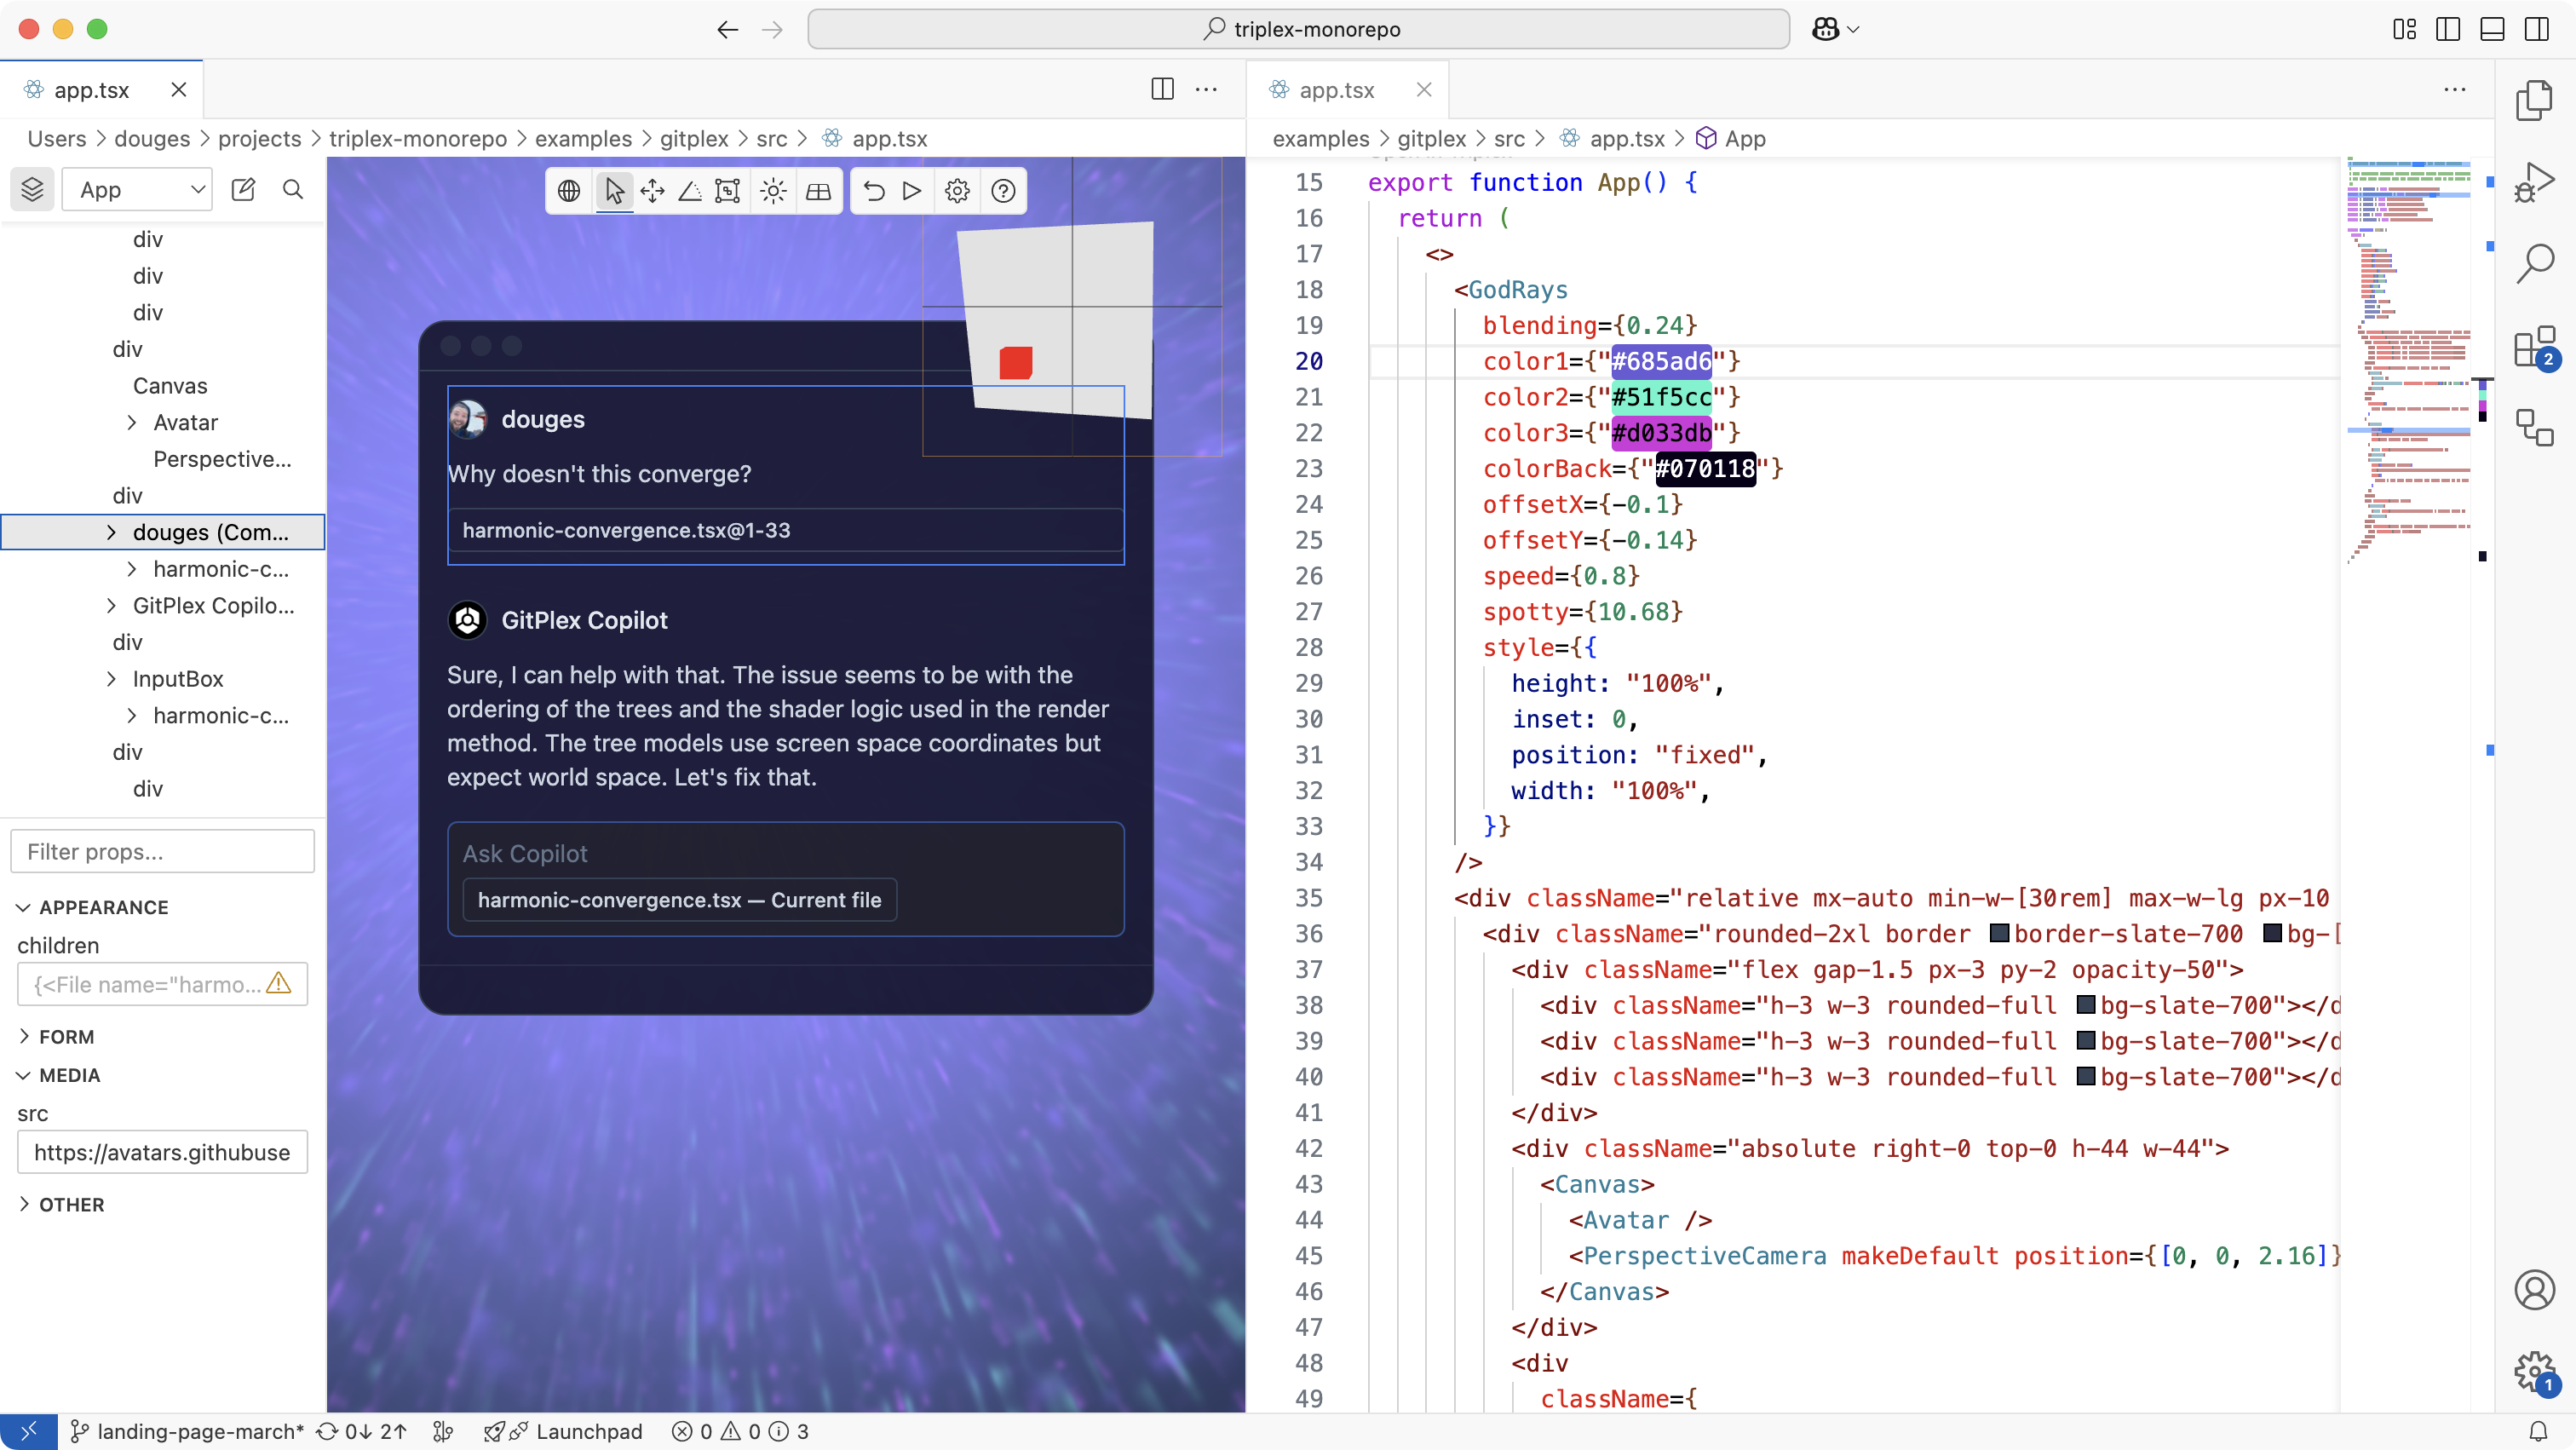 triplex-monorepo
app.tsx
Users > douges > projects > triplex-monorepo > examples > gitplex > src > app.tsx
App
div
div
div
div
Canvas
Avatar
Perspective...
div
douges (Com...
harmonic-c...
GitPlex Copilo...
div
InputBox
harmonic-c...
div
div
Filter props...
APPEARANCE
children
{<File name="harmo...
FORM
MEDIA
src
https://avatars.githubuse
OTHER
douges
Why doesn't this converge?
harmonic-convergence.tsx@1-33
GitPlex Copilot
Sure, I can help with that. The issue seems to be with the
ordering of the trees and the shader logic used in the render
method. The tree models use screen space coordinates but
expect world space. Let's fix that.
Ask Copilot
harmonic-convergence.tsx — Current file
app.tsx
examples > gitplex > src > app.tsx > App
15 export function App() {
16 return (
17 <>
18 <GodRays
19 blending={0.24}
20 color1={"#685ad6"}
21 color2={"#51f5cc"}
22 color3={"#d033db"}
23 colorBack={"#070118"}
24 offsetX={-0.1}
25 offsetY={-0.14}
26 speed={0.8}
27 spotty={10.68}
28 style={{
29 height: "100%",
30 inset: 0,
31 position: "fixed",
32 width: "100%",
33 }}
34 />
35 <div className="relative mx-auto min-w-[30rem] max-w-lg px-10
36 <div className="rounded-2xl border border-slate-700 bg-[
37 <div className="flex gap-1.5 px-3 py-2 opacity-50">
38 <div className="h-3 w-3 rounded-full bg-slate-700"></d
39 <div className="h-3 w-3 rounded-full bg-slate-700"></d
40 <div className="h-3 w-3 rounded-full bg-slate-700"></d
41 </div>
42 <div className="absolute right-0 top-0 h-44 w-44">
43 <Canvas>
44 <Avatar />
45 <PerspectiveCamera makeDefault position={[0, 0, 2.16]}
46 </Canvas>
47 </div>
48 <div
49 className={
2
1
landing-page-march* 0↓ 2↑ Launchpad 0 0 3